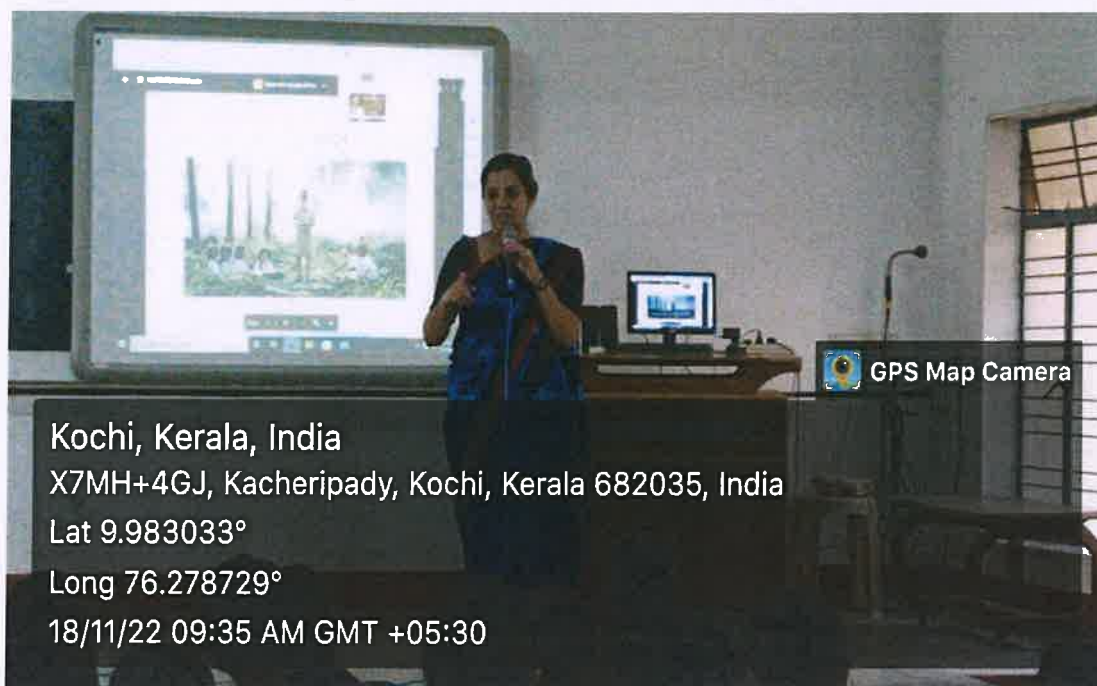 GPS Map Camera
Kochi, Kerala, India
X7MH+4GJ, Kacheripady, Kochi, Kerala 682035, India
Lat 9.983033°
Long 76.278729°
18/11/22 09:35 AM GMT +05:30